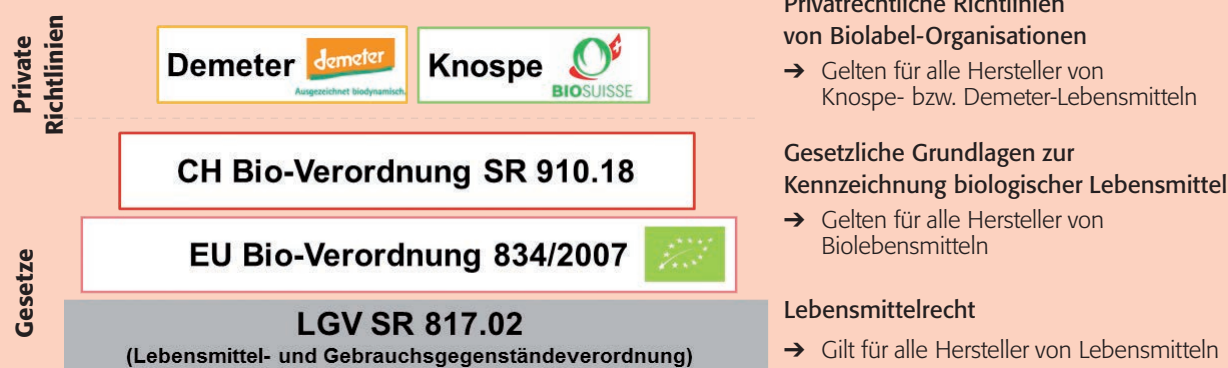 Private
Richtlinien
Demeter
demeter
Ausgezeichnet biodynamisch.
Knospe
BIOSUISSE
CH Bio-Verordnung SR 910.18
EU Bio-Verordnung 834/2007
Gesetze
LGV SR 817.02
(Lebensmittel- und Gebrauchsgegenständeverordnung)
Privatrechtliche Richtlinien
von Biolabel-Organisationen
➔ Gelten für alle Hersteller von
Knospe- bzw. Demeter-Lebensmitteln
Gesetzliche Grundlagen zur
Kennzeichnung biologischer Lebensmittel
➔ Gelten für alle Hersteller von
Biolebensmitteln
Lebensmittelrecht
➔ Gilt für alle Hersteller von Lebensmitteln